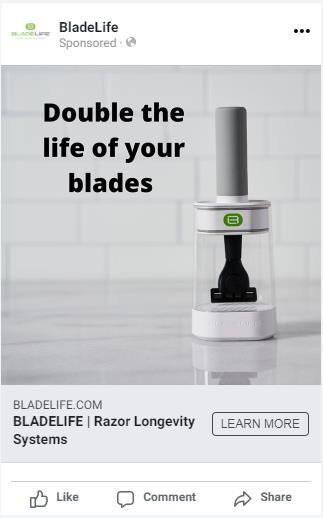 BLADELIFE
BladeLife
Sponsored ·
Double the
life of your
blades
BLADELIFE.COM
BLADELIFE | Razor Longevity
Systems
LEARN MORE
Like
Comment
Share